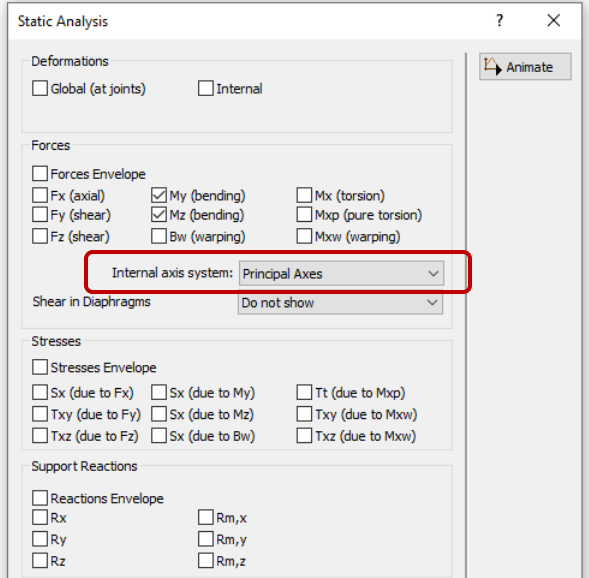 Static Analysis ? X
Animate
Deformations
Global (at joints) Internal
Forces
Forces Envelope
Fx (axial) My (bending) Mx (torsion)
Fy (shear) Mz (bending) Mxp (pure torsion)
Fz (shear) Bw (warping) Mxw (warping)
Internal axis system: Principal Axes
Shear in Diaphragms Do not show
Stresses
Stresses Envelope
Sx (due to Fx) Sx (due to My) Tt (due to Mxp)
Txy (due to Fy) Sx (due to Mz) Txy (due to Mxw)
Txz (due to Fz) Sx (due to Bw) Txz (due to Mxw)
Support Reactions
Reactions Envelope
Rx Rm,x
Ry Rm,y
Rz Rm,z